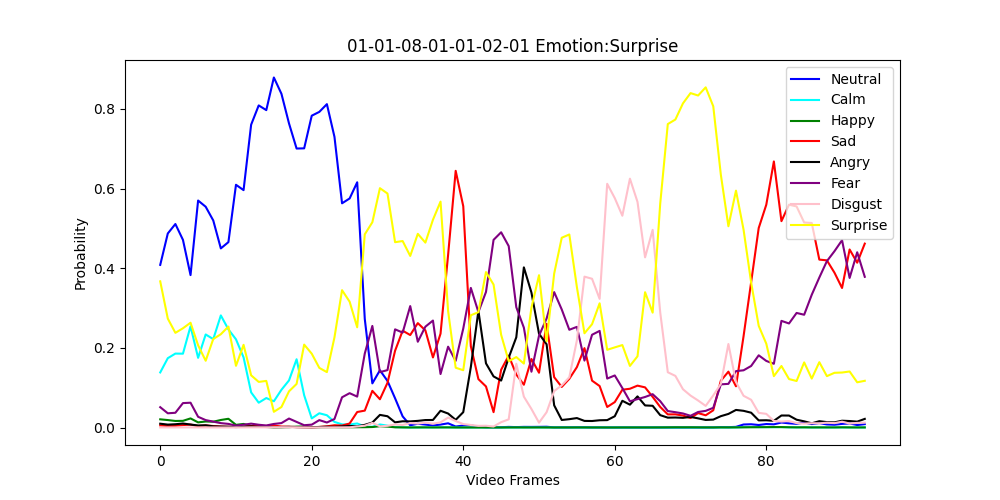 01-01-08-01-01-02-01 Emotion:Surprise
Probability
0.8
0.6
0.4
0.2
0.0
0
20
40
60
80
Video Frames
Neutral
Calm
Happy
Sad
Angry
Fear
Disgust
Surprise